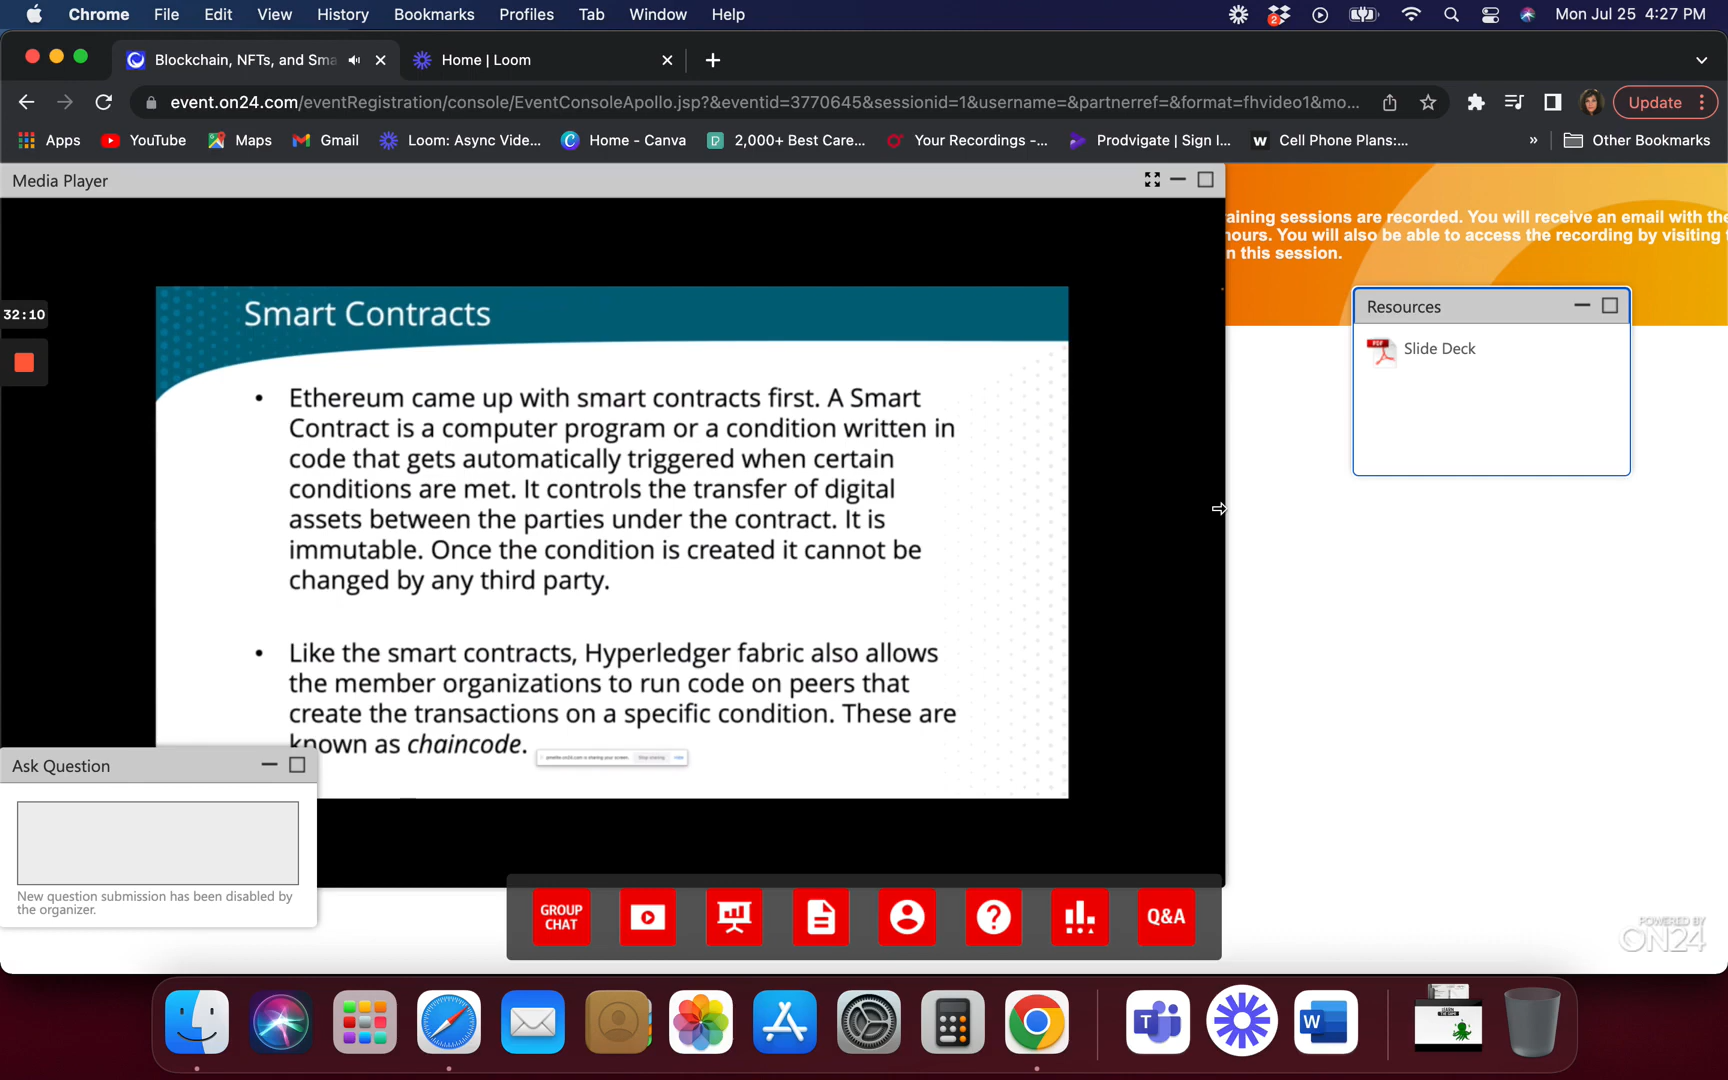 Chrome File Edit View History Bookmarks Profiles Tab Window Help
2
Mon Jul 25 4:27 PM
Blockchain, NFTs, and Sma
Home | Loom
event.on24.com/eventRegistration/console/EventConsoleApollo.jsp?&eventid=3770645&sessionid=1&username=&partnerref=&format=fhvideo1&mo...
Update
Apps YouTube Maps Gmail Loom: Async Vide... Home - Canva 2,000+ Best Care... Your Recordings -... Prodvigate | Sign I... Cell Phone Plans:... » Other Bookmarks
Media Player
aining sessions are recorded. You will receive an email with the
hours. You will also be able to access the recording by visiting
n this session.
32:10
Resources
PDF
Slide Deck
Smart Contracts
• Ethereum came up with smart contracts first. A Smart
Contract is a computer program or a condition written in
code that gets automatically triggered when certain
conditions are met. It controls the transfer of digital
assets between the parties under the contract. It is
immutable. Once the condition is created it cannot be
changed by any third party.
• Like the smart contracts, Hyperledger fabric also allows
the member organizations to run code on peers that
create the transactions on a specific condition. These are
known as chaincode.
Stop sharing
Ask Question
New question submission has been disabled by
the organizer.
GROUP
CHAT
Q&A
POWERED BY
ON24
T
W